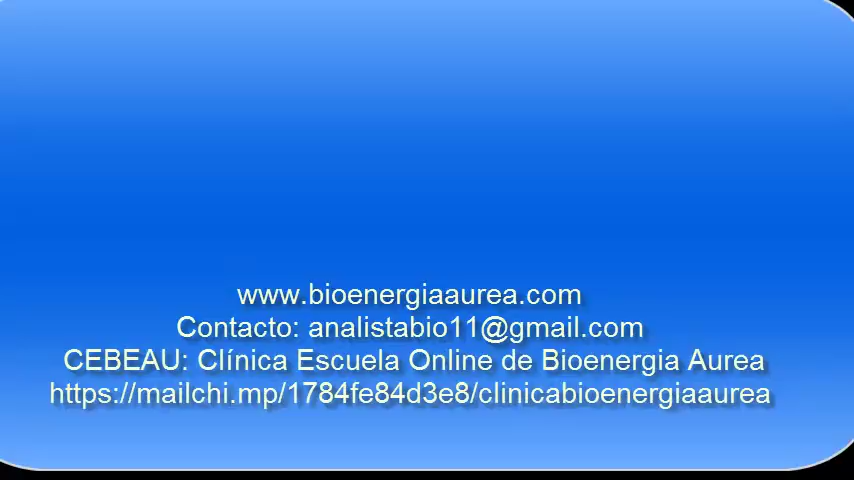 www.bioenergiaaurea.com
Contacto: analistabio11@gmail.com
CEBEAU: Clínica Escuela Online de Bioenergia Aurea
https://mailchi.mp/1784fe84d3e8/clinicabioenergiaaurea